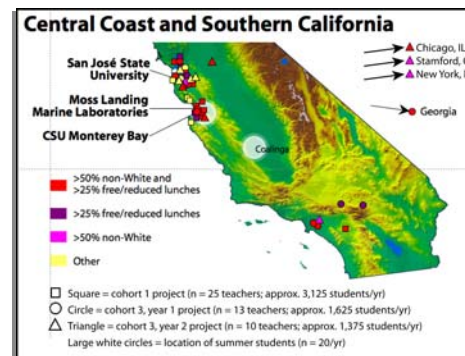 Central Coast and Southern California
Chicago, IL
Stamford, C
New York,
San José State
University
Moss Landing
Marine Laboratories
CSU Monterey Bay
Georgia
Coalinga
>50% non-White and
>25% free/reduced lunches
>25% free/reduced lunches
>50% non-White
Other
Square = cohort 1 project (n = 25 teachers; approx. 3,125 students/yr)
Circle = cohort 3, year 1 project (n = 13 teachers; approx. 1,625 students/yr)
Triangle = cohort 3, year 2 project (n = 10 teachers; approx. 1,375 students/yr)
Large white circles = location of summer students (n = 20/yr)